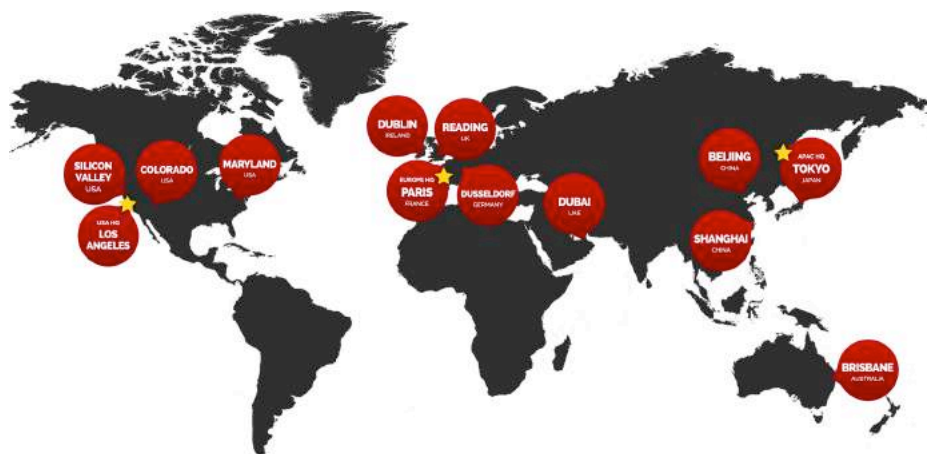 DUBLIN
IRELAND
READING
UK
SILICON
VALLEY
USA
COLORADO
USA
MARYLAND
USA
BEIJING
CHINA
APAC HQ
TOKYO
JAPAN
EUROPE HQ
PARIS
FRANCE
DUSSELDORF
GERMANY
DUBAI
UAE
USA HQ
LOS
ANGELES
SHANGHAI
CHINA
BRISBANE
AUSTRALIA